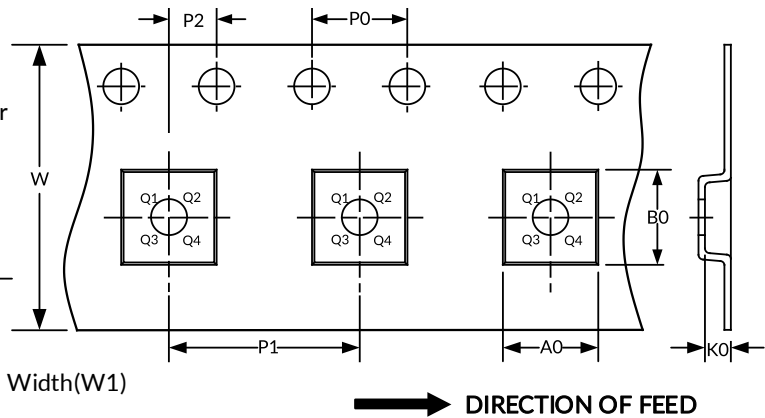 P2
P0
r
W
Q1 Q2
Q3 Q4
Q1 Q2
Q3 Q4
Q1 Q2
Q3 Q4
B0
P1
A0
K0
Width(W1)
DIRECTION OF FEED